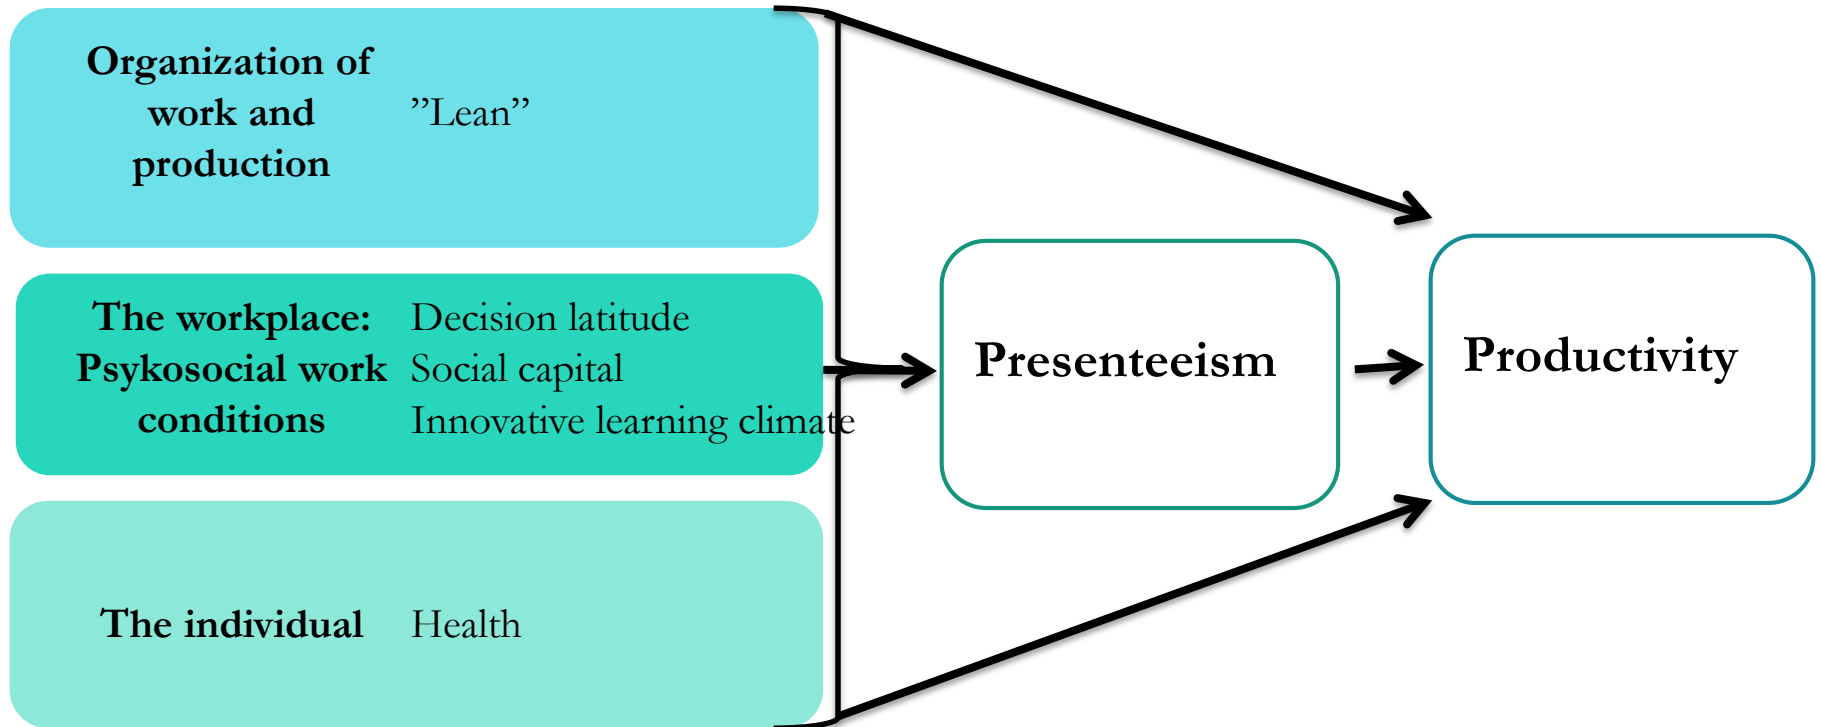 Organization of
work and
production
”Lean”
The workplace:
Psykosocial work
conditions
Decision latitude
Social capital
Innovative learning climate
The individual
Health
Presenteeism
Productivity